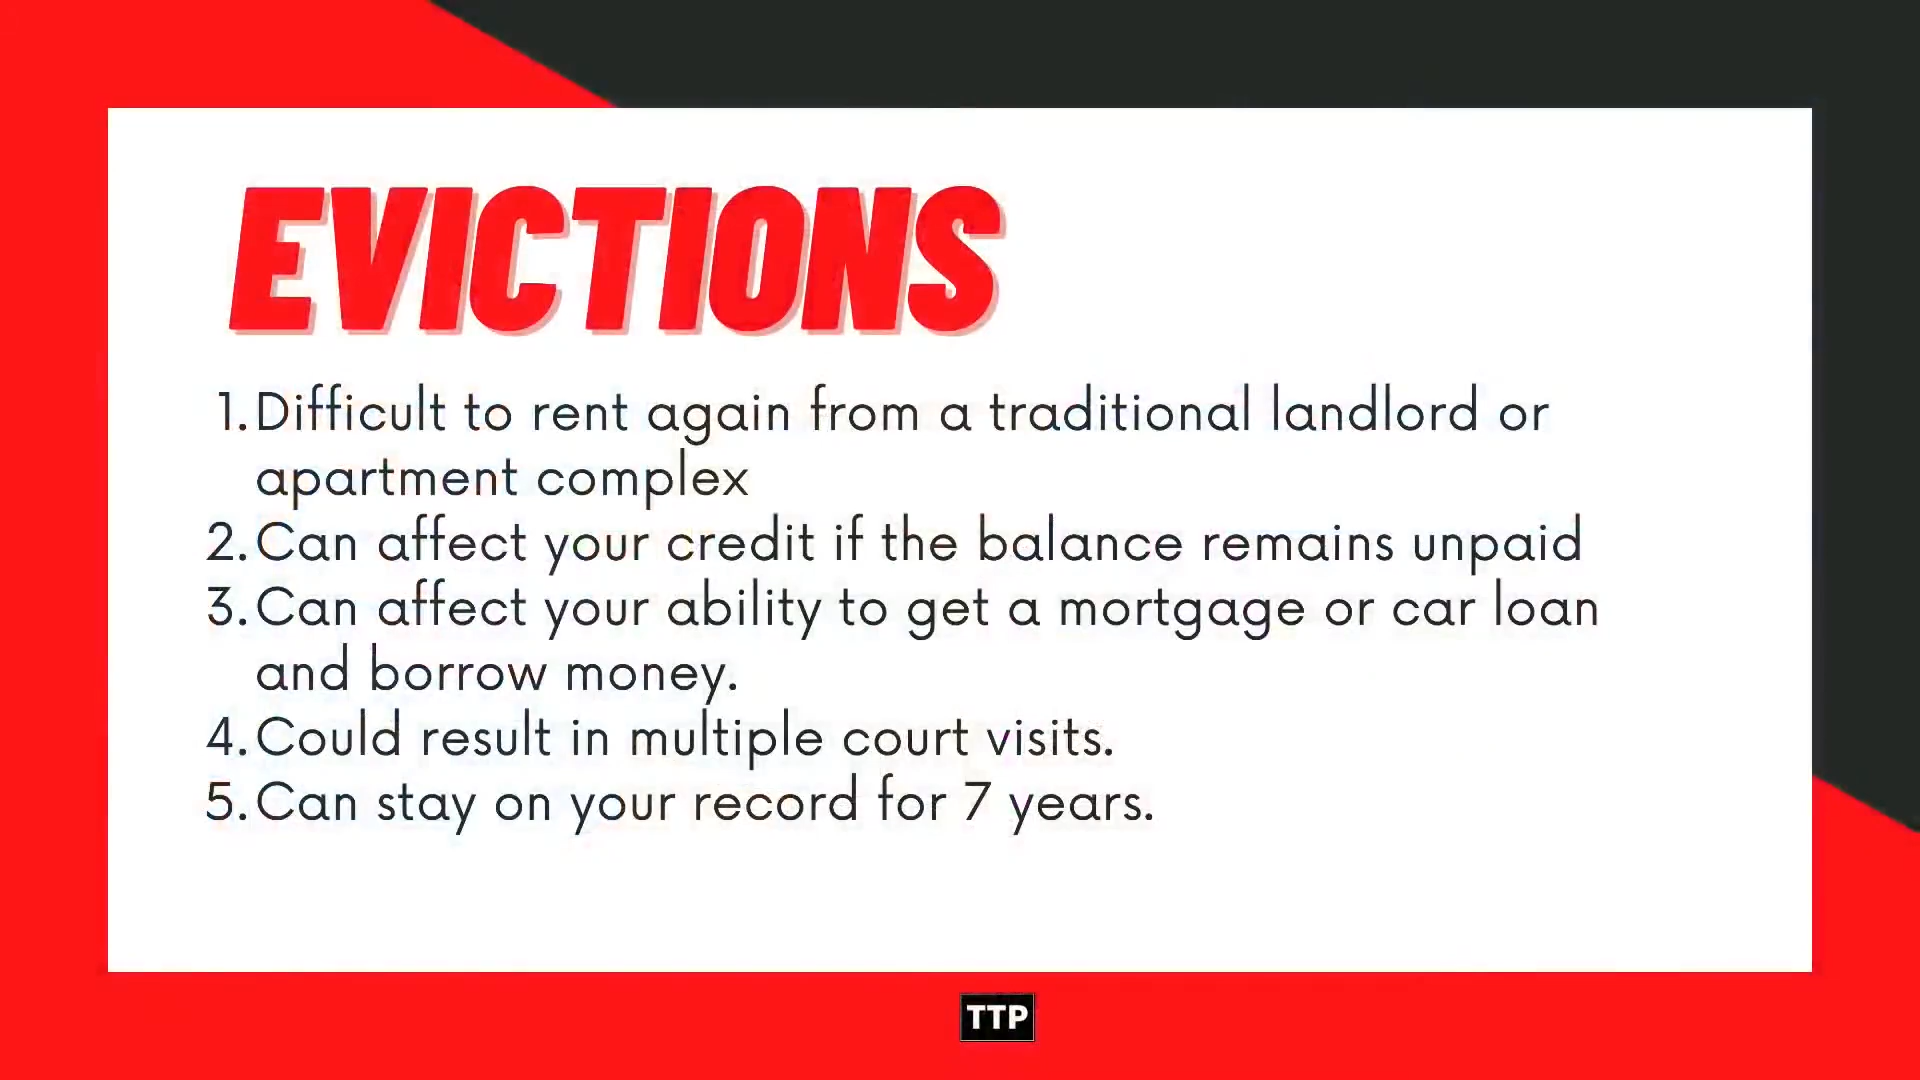 EVICTIONS
1. Difficult to rent again from a traditional landlord or
apartment complex
2. Can affect your credit if the balance remains unpaid
3. Can affect your ability to get a mortgage or car loan
and borrow money.
4. Could result in multiple court visits.
5. Can stay on your record for 7 years.
TTP